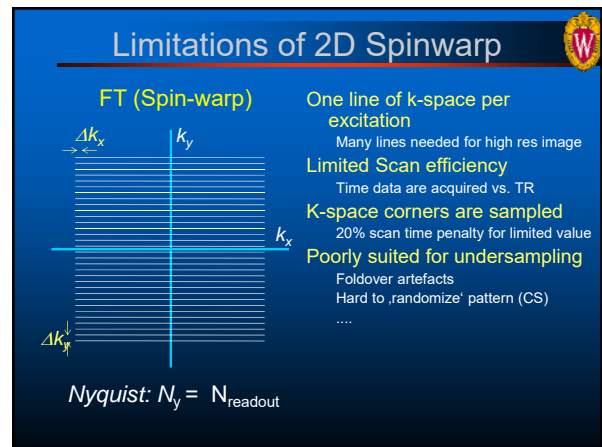 Limitations of 2D Spinwarp
W
FT (Spin-warp)
Δkx
ky
kx
Δky
Nyquist: Ny = Nreadout
One line of k-space per
excitation
Many lines needed for high res image
Limited Scan efficiency
Time data are acquired vs. TR
K-space corners are sampled
20% scan time penalty for limited value
Poorly suited for undersampling
Foldover artefacts
Hard to ‚randomize‘ pattern (CS)
....